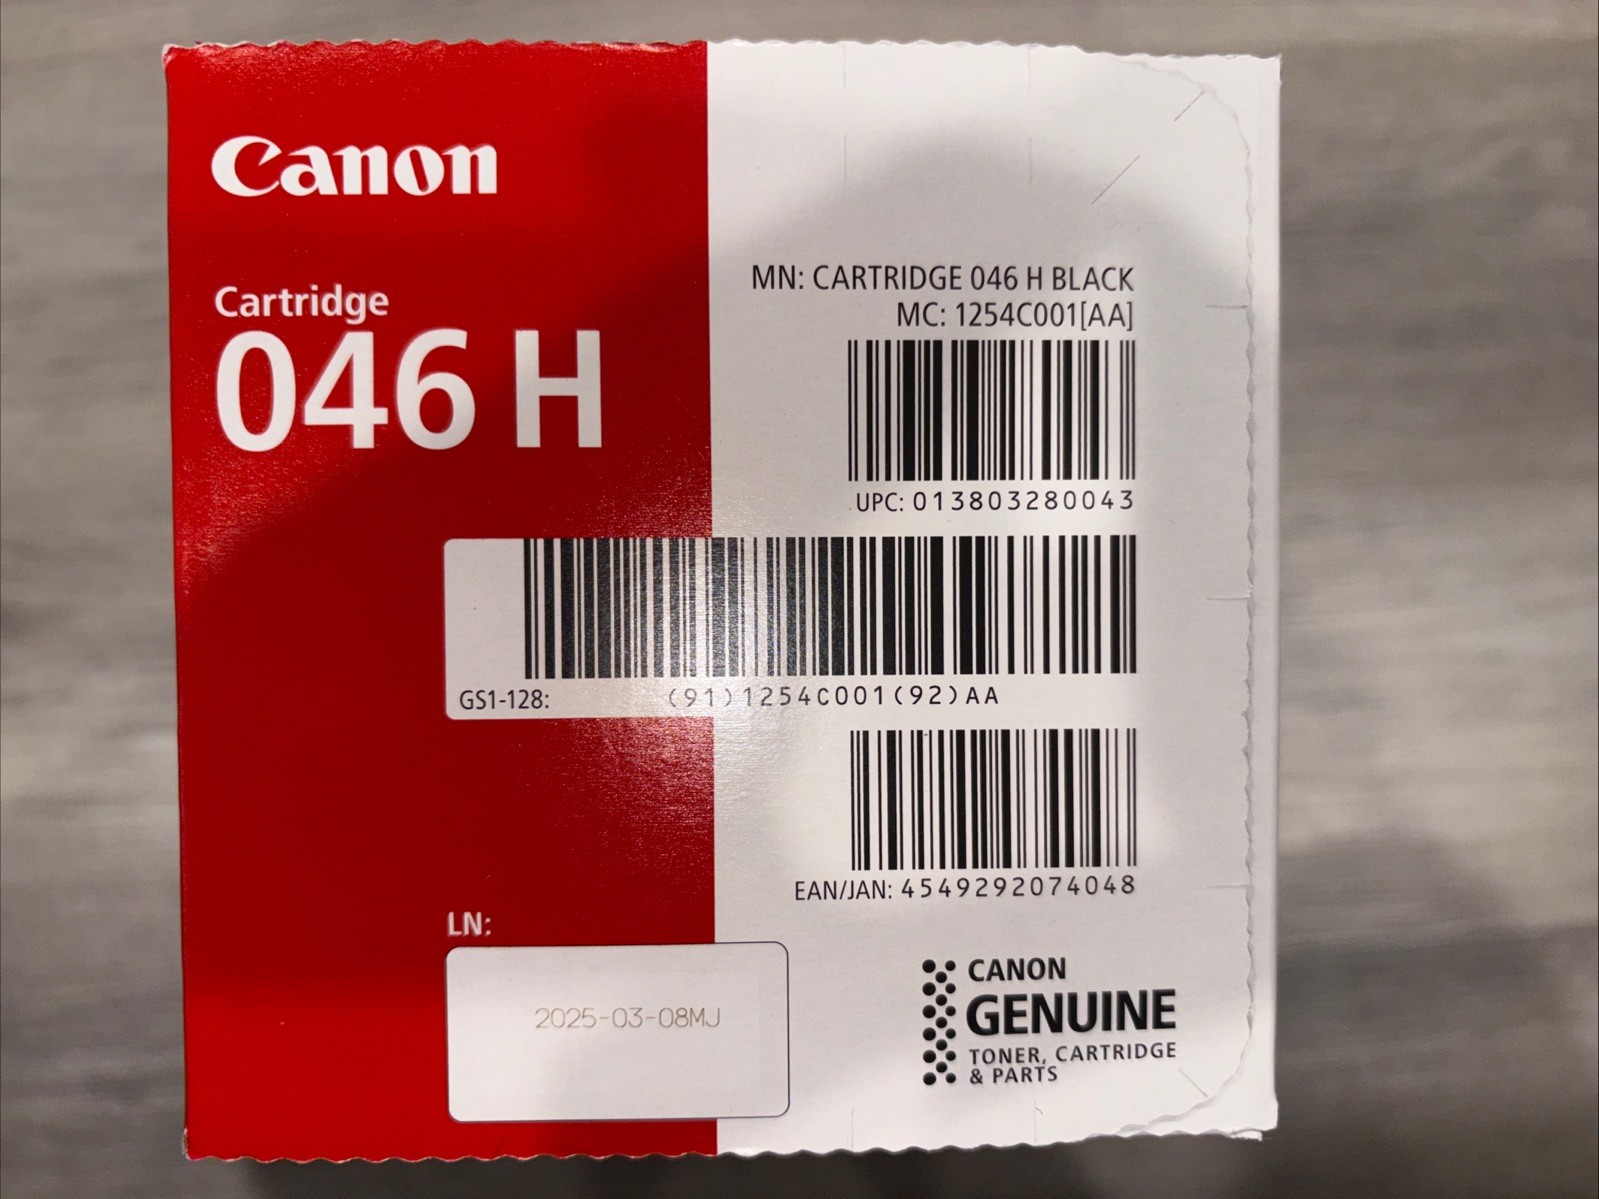 Canon
Cartridge
046 H
MN: CARTRIDGE 046 H BLACK
MC: 1254C001[AA]
UPC: 013803280043
GS1-128: (91)1254C001(92)AA
EAN/JAN: 4549292074048
LN:
2025-03-08MJ
CANON
GENUINE
TONER, CARTRIDGE
& PARTS